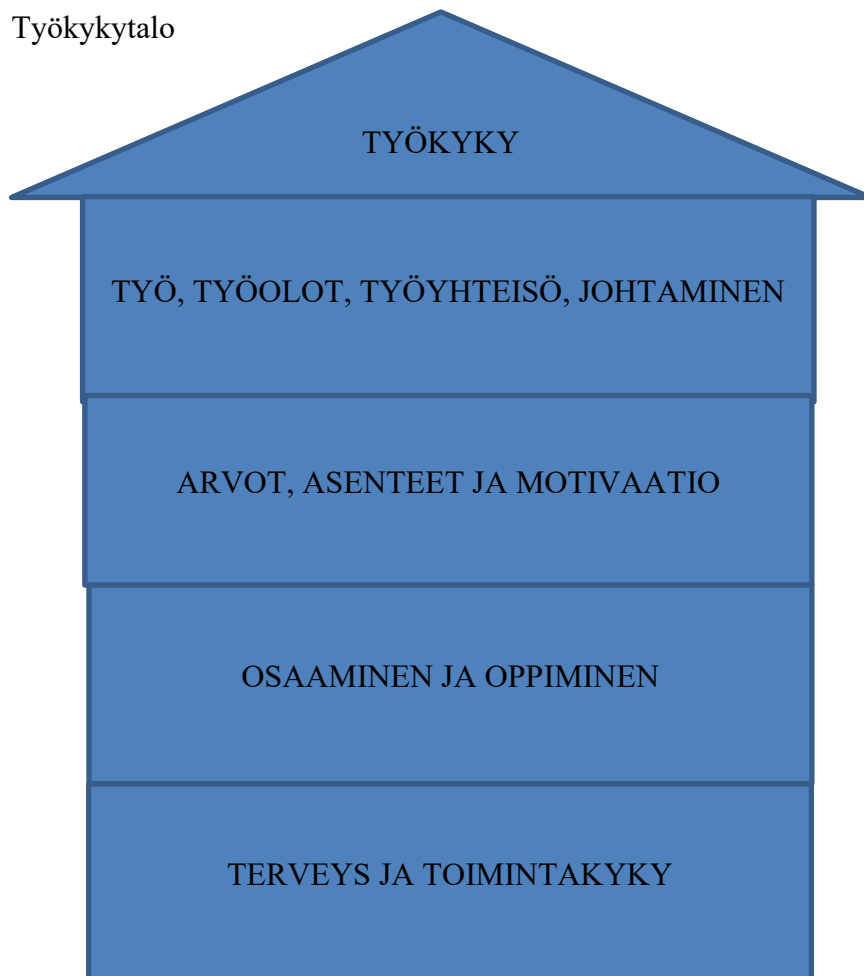 Työkykytalo
TYÖKYKY
TYÖ, TYÖOLOT, TYÖYHTEISÖ, JOHTAMINEN
ARVOT, ASENTEET JA MOTIVAATIO
OSAAMINEN JA OPPIMINEN
TERVEYS JA TOIMINTAKYKY